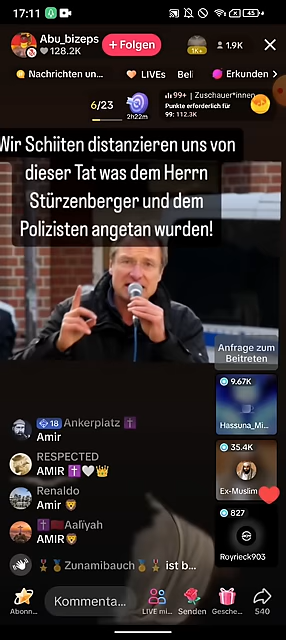 17:11
45
Abu_bizeps
128.2K
+ Folgen
1K+
1.9K
Nachrichten un...
LIVEs
Beli
Erkunden
6/23
2h22m
99+ | Zuschauer*innen
Punkte erforderlich für
99: 112.3K
Wir Schiiten distanzieren uns von
dieser Tat was dem Herrn
Stürzenberger und dem
Polizisten angetan wurden!
Anfrage zum
Beitreten
9.67K
Hassuna_Mi...
18 Ankerplatz ✝️
Amir
35.4K
RESPECTED
AMIR ✝️🤍👑
Ex-Muslim
Renaldo
Amir 🦁
827
Aaliyah
AMIR🦁
Royrieck903
Zunamibauch
ist b...
Abonn...
Kommenta...
LIVE mi...
Senden
Gesche...
540